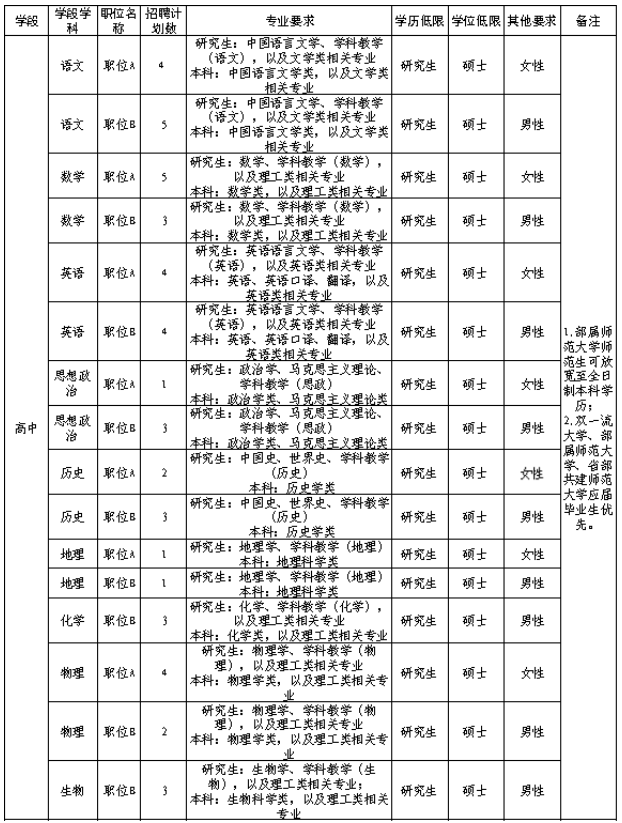 学段 学段学科 职位名称 招聘计划数 专业要求 学历低限 学位低限 其他要求 备注
高中
语文 职位A 4 研究生：中国语言文学、学科教学（语文），以及文学类相关专业 本科：中国语言文学类，以及文学类相关专业 研究生 硕士 女性
语文 职位B 5 研究生：中国语言文学、学科教学（语文），以及文学类相关专业 本科：中国语言文学类，以及文学类相关专业 研究生 硕士 男性
数学 职位A 5 研究生：数学、学科教学（数学），以及理工类相关专业 本科：数学类，以及理工类相关专业 研究生 硕士 女性
数学 职位B 3 研究生：数学、学科教学（数学），以及理工类相关专业 本科：数学类，以及理工类相关专业 研究生 硕士 男性
英语 职位A 4 研究生：英语语言文学、学科教学（英语），以及英语类相关专业 本科：英语、英语口译、翻译，以及英语类相关专业 研究生 硕士 女性
英语 职位B 4 研究生：英语语言文学、学科教学（英语），以及英语类相关专业 本科：英语、英语口译、翻译，以及英语类相关专业 研究生 硕士 男性
思想政治 职位A 1 研究生：政治学、马克思主义理论、学科教学（思政） 本科：政治学类、马克思主义理论类 研究生 硕士 女性
思想政治 职位B 3 研究生：政治学、马克思主义理论、学科教学（思政） 本科：政治学类、马克思主义理论类 研究生 硕士 男性
历史 职位A 2 研究生：中国史、世界史、学科教学（历史） 本科：历史学类 研究生 硕士 女性
历史 职位B 3 研究生：中国史、世界史、学科教学（历史） 本科：历史学类 研究生 硕士 男性
地理 职位A 1 研究生：地理学、学科教学（地理） 本科：地理科学类 研究生 硕士 女性
地理 职位B 1 研究生：地理学、学科教学（地理） 本科：地理科学类 研究生 硕士 男性
化学 职位B 3 研究生：化学、学科教学（化学），以及理工类相关专业 本科：化学类，以及理工类相关专业 研究生 硕士 男性
物理 职位A 4 研究生：物理学、学科教学（物理），以及理工类相关专业 本科：物理学类，以及理工类相关专业 研究生 硕士 女性
物理 职位B 2 研究生：物理学、学科教学（物理），以及理工类相关专业 本科：物理学类，以及理工类相关专业 研究生 硕士 男性
生物 职位B 3 研究生：生物学、学科教学（生物），以及理工类相关专业； 本科：生物科学类，以及理工类相关专业 研究生 硕士 男性
1.部属师
范大学师
范生可放
宽至全日
制本科学
历；
2.双一流
大学、部
属师范大
学、省部
共建师范
大学应届
毕业生优
先。